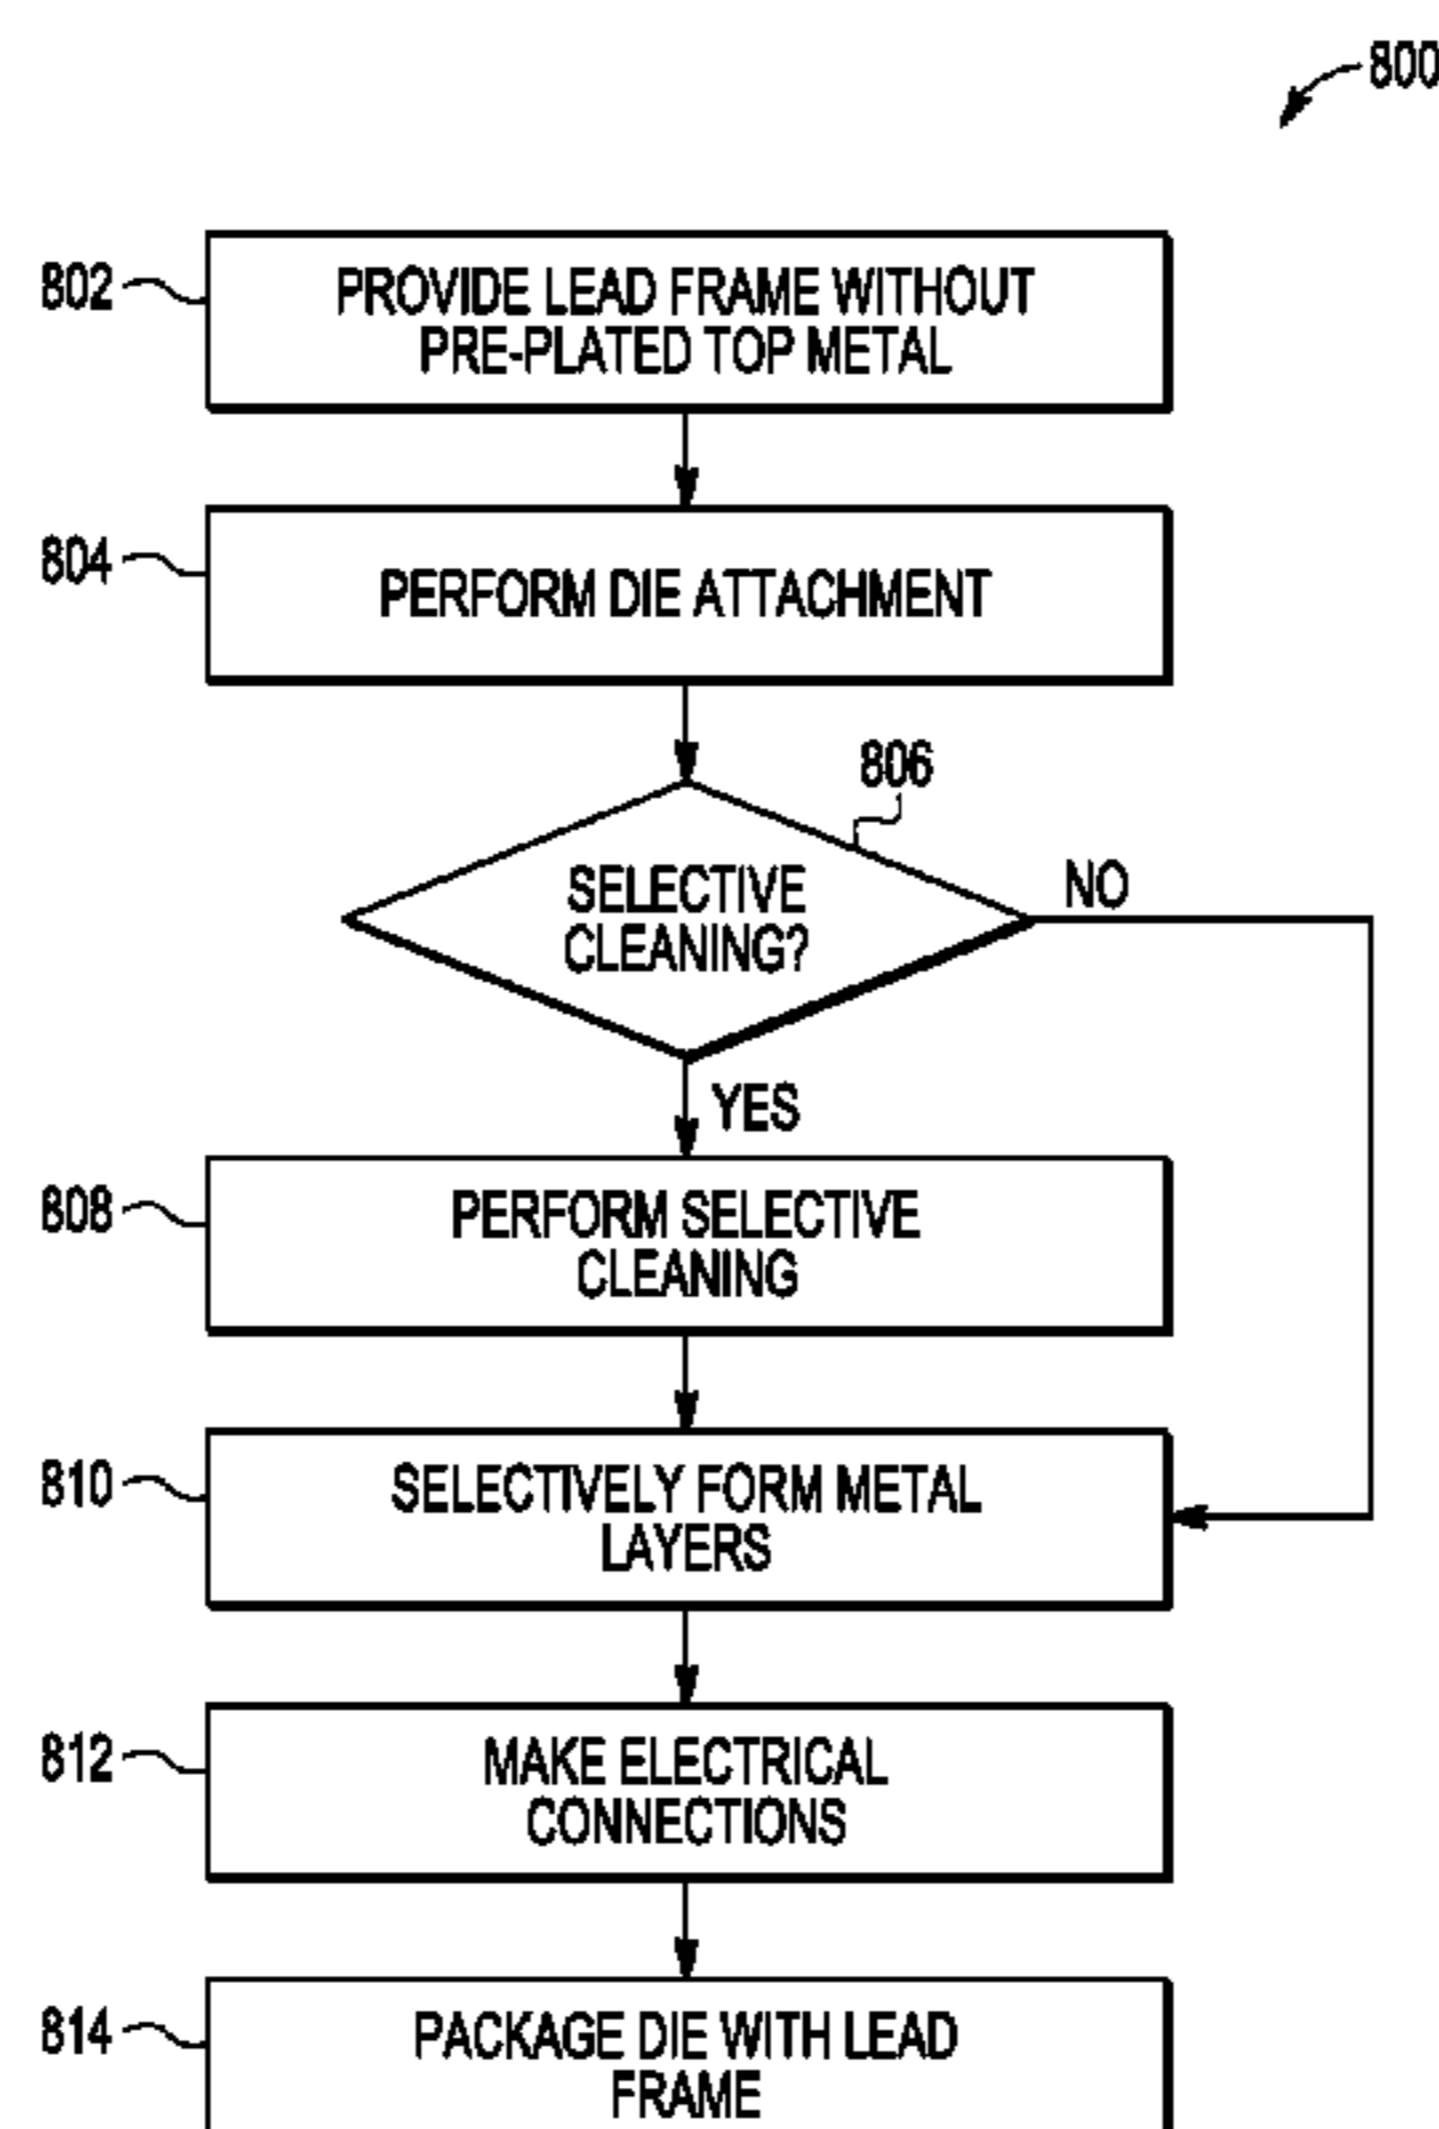 800
802
PROVIDE LEAD FRAME WITHOUT
PRE-PLATED TOP METAL
804
PERFORM DIE ATTACHMENT
806
SELECTIVE
CLEANING?
NO
YES
808
PERFORM SELECTIVE
CLEANING
810
SELECTIVELY FORM METAL
LAYERS
812
MAKE ELECTRICAL
CONNECTIONS
814
PACKAGE DIE WITH LEAD
FRAME